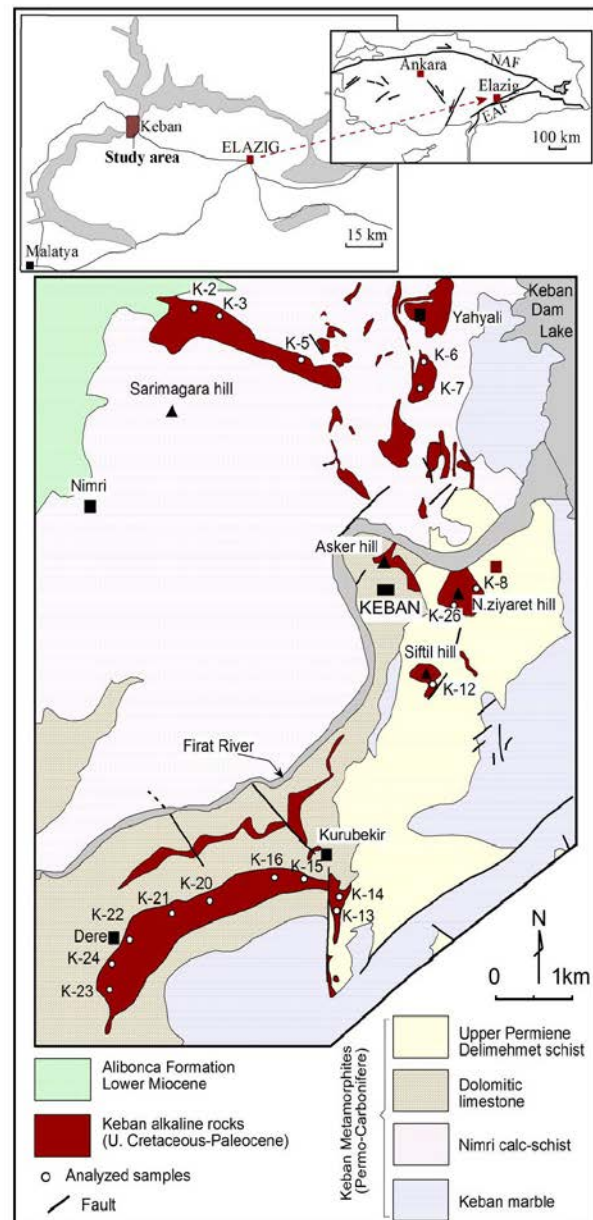 NAF
Ankara
Elazig
EAF
100 km
Keban
Study area
ELAZIG
15 km
Malatya
K-2
K-3
K-5
Yahyali
Keban
Dam
Lake
K-6
K-7
Sarimagara hill
Nimri
Asker hill
KEBAN
K-8
N.ziyaret hill
K-26
Siftil hill
K-12
Firat River
Kurubekir
K-16
K-15
K-14
K-13
K-20
K-21
K-22
Dere
K-24
K-23
N
0 1km
Alibonca Formation
Lower Miocene
Keban alkaline rocks
(U. Cretaceous-Paleocene)
Analyzed samples
Fault
Keban Metamorphites
(Permo-Carbonifere)
Upper Permiene
Delimehmet schist
Dolomitic
limestone
Nimri calc-schist
Keban marble